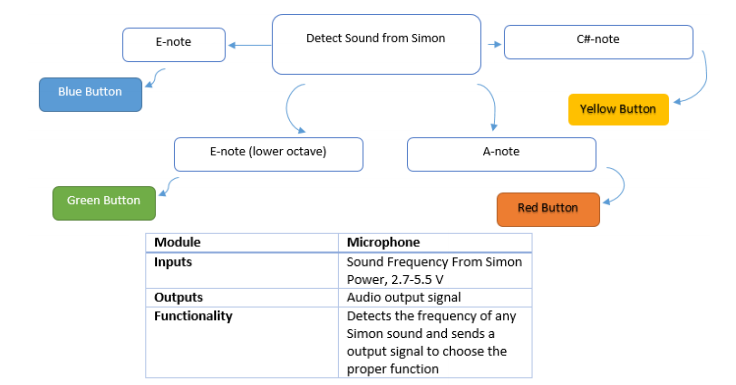 E-note
Detect Sound from Simon
C#-note
Blue Button
Yellow Button
E-note (lower octave)
A-note
Green Button
Red Button
Module
Microphone
Inputs
Sound Frequency From Simon
Power, 2.7-5.5 V
Outputs
Audio output signal
Functionality
Detects the frequency of any
Simon sound and sends a
output signal to choose the
proper function